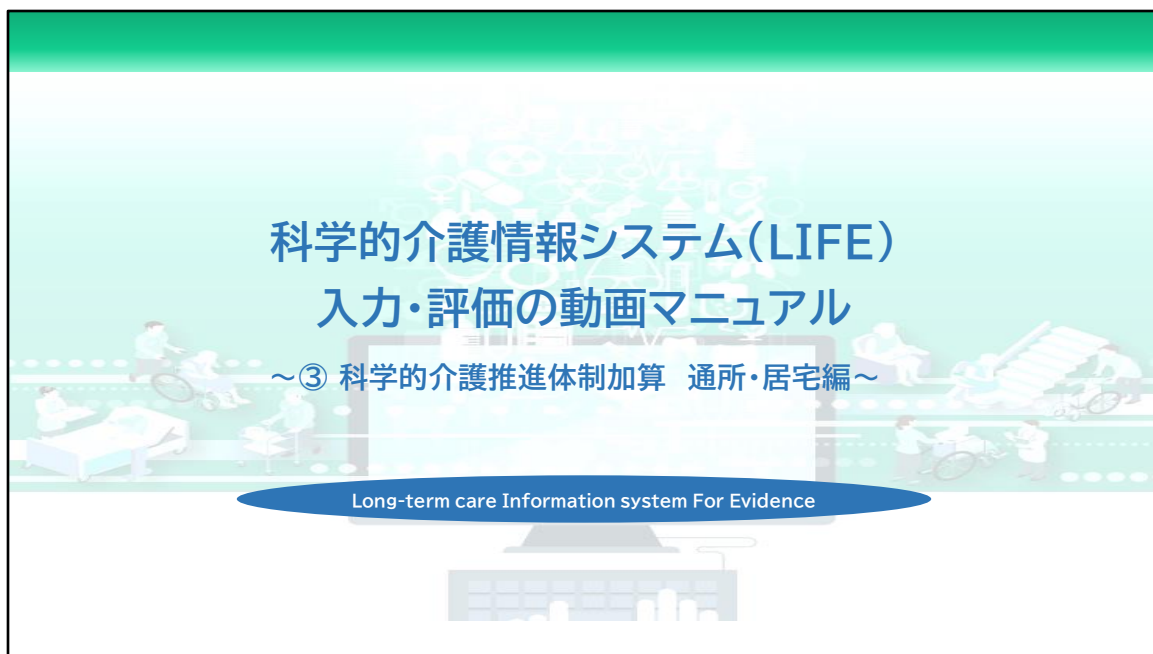 科学的介護情報システム(LIFE)
入力・評価の動画マニュアル
~③ 科学的介護推進体制加算 通所・居宅編~
Long-term care Information system For Evidence